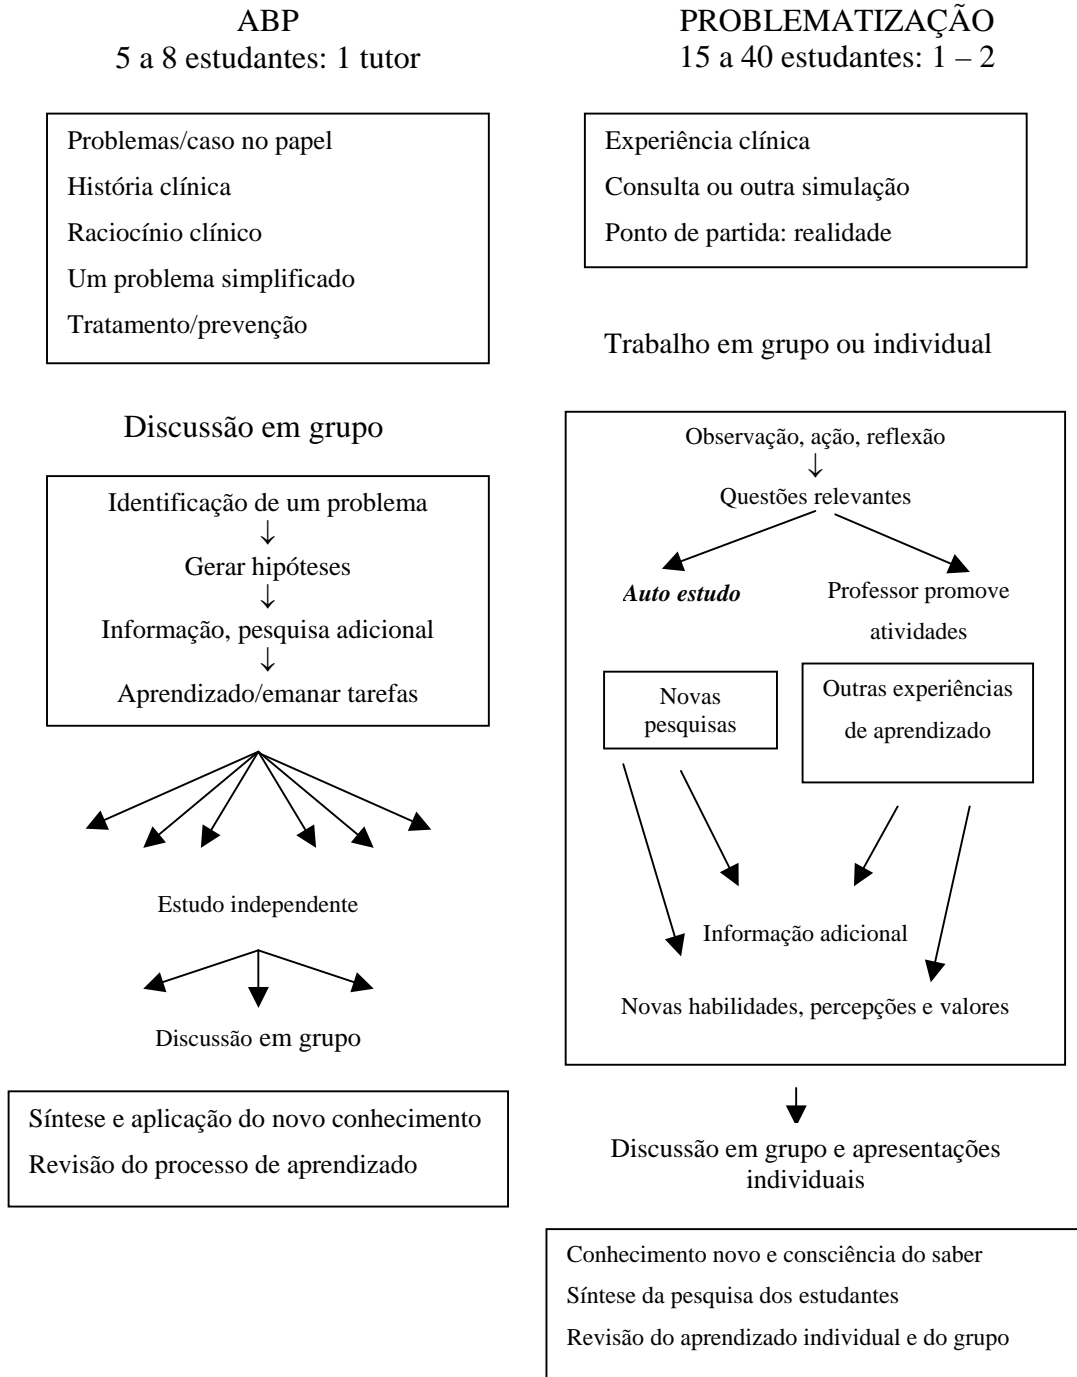 ABP
5 a 8 estudantes: 1 tutor
Problemas/caso no papel
História clínica
Raciocínio clínico
Um problema simplificado
Tratamento/prevenção
Discussão em grupo
Identificação de um problema
↓
Gerar hipóteses
↓
Informação, pesquisa adicional
↓
Aprendizado/emanar tarefas
Estudo independente
Discussão em grupo
Síntese e aplicação do novo conhecimento
Revisão do processo de aprendizado
PROBLEMATIZAÇÃO
15 a 40 estudantes: 1 – 2
Experiência clínica
Consulta ou outra simulação
Ponto de partida: realidade
Trabalho em grupo ou individual
Observação, ação, reflexão
↓
Questões relevantes
Auto estudo
Professor promove
atividades
Novas
pesquisas
Outras experiências
de aprendizado
Informação adicional
Novas habilidades, percepções e valores
Discussão em grupo e apresentações
individuais
Conhecimento novo e consciência do saber
Síntese da pesquisa dos estudantes
Revisão do aprendizado individual e do grupo